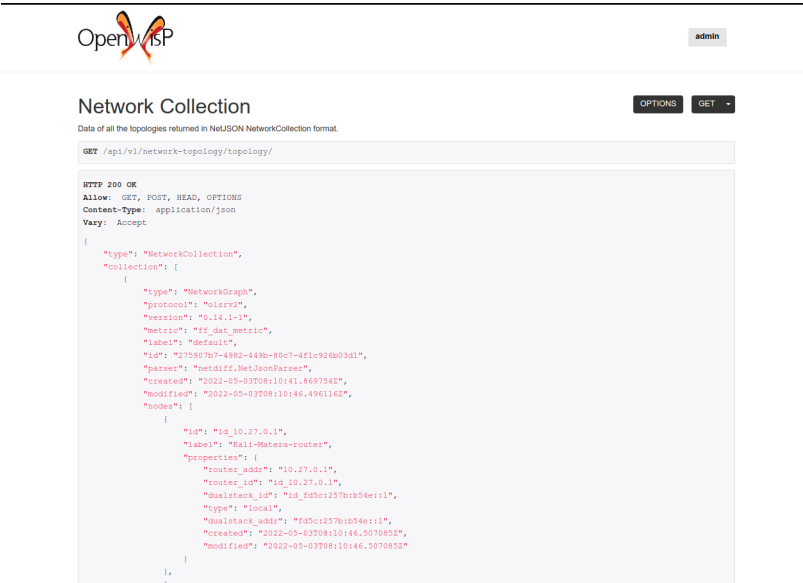 OpenWISP
admin
Network Collection
OPTIONS
GET
Data of all the topologies returned in NetJSON NetworkCollection format.
GET /api/v1/network-topology/topology/
HTTP 200 OK
Allow: GET, POST, HEAD, OPTIONS
Content-Type: application/json
Vary: Accept
{
"type": "NetworkCollection",
"collection": [
{
"type": "NetworkGraph",
"protocol": "olsrv2",
"version": "0.14.1-1",
"metric": "ff_dat_metric",
"label": "default",
"id": "275907b7-4982-449b-80c7-4f1c926b03d1",
"parser": "netdiff.NetJsonParser",
"created": "2022-05-03T08:10:41.869754Z",
"modified": "2022-05-03T08:10:46.496116Z",
"nodes": [
{
"id": "id_10.27.0.1",
"label": "Kali-Matera-router",
"properties": {
"router_addr": "10.27.0.1",
"router_id": "id_10.27.0.1",
"dualstack_id": "id_fd5c:257b:b54e::1",
"type": "local",
"dualstack_addr": "fd5c:257b:b54e::1",
"created": "2022-05-03T08:10:46.507085Z",
"modified": "2022-05-03T08:10:46.507085Z"
}
},